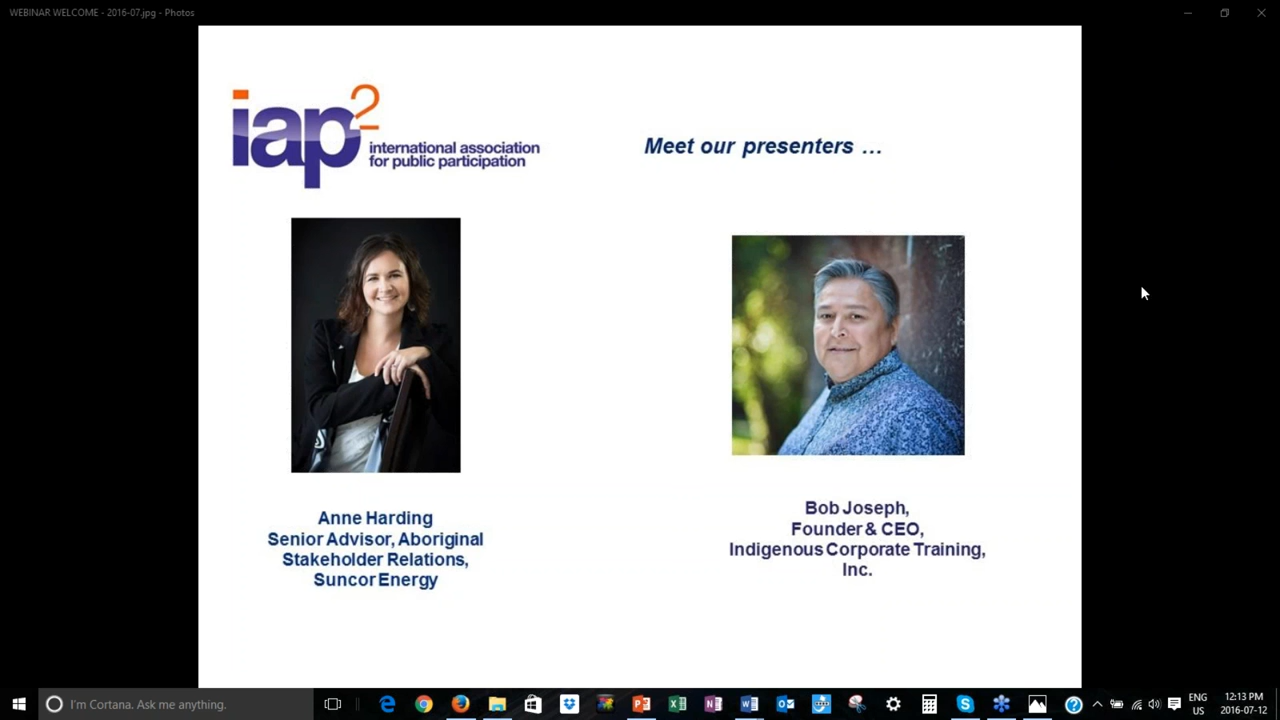 WEBINAR WELCOME - 2016-07.jpg - Photos
iap2
international association
for public participation
Meet our presenters …
Anne Harding
Senior Advisor, Aboriginal
Stakeholder Relations,
Suncor Energy
Bob Joseph,
Founder & CEO,
Indigenous Corporate Training,
Inc.
I'm Cortana. Ask me anything.
ENG
US
12:13 PM
2016-07-12